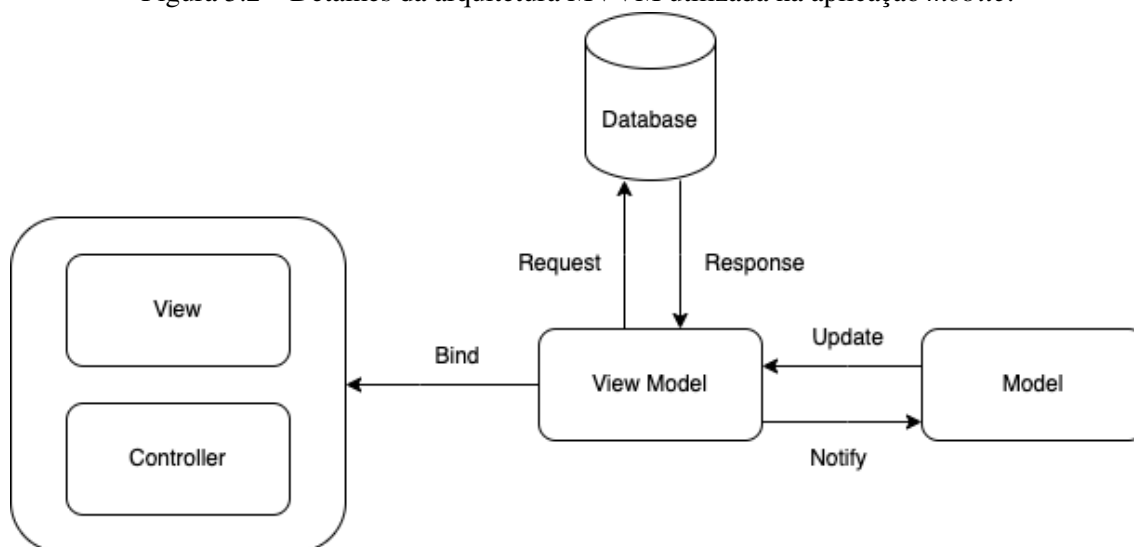 Figura 3.2 – Detalhes da arquitetura MVVM utilizada na aplicação mobile.
Database
Request
Response
View
Bind
View Model
Update
Model
Controller
Notify